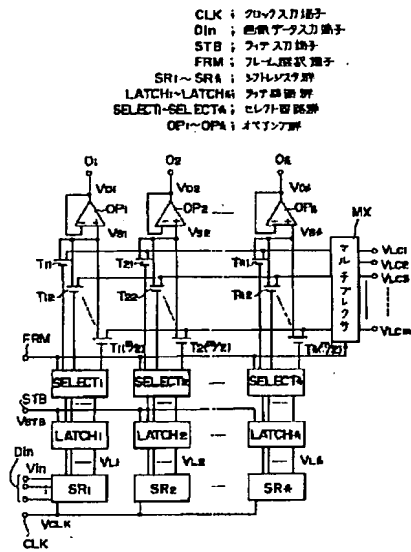 CLK ; クロック入力端子
Din ; 画像データ入力端子
STB ; ラッチ入力端子
FRM ; フレーム選択端子
SR1~SRk ; シフトレジスタ群
LATCH1~LATCHk ; ラッチ回路群
SELECT1~SELECTk ; セレクト回路群
OP1~OPk ; オペアンプ群
O1 O2 Ok
VO1 VO2 VOk
OP1 OP2 OPk MX
VS1 VS2 VSk
T11 T21 Tk1
マルチプレクサ
VLC1
VLC2
VLC3
VLCm
T12 T22 Tk2
T1(m/2) T2(m/2) Tk(m/2)
FRM
SELECT1 SELECT2 SELECTk
STB
VSTB
LATCH1 LATCH2 LATCHk
Din
Vin
VL1 VL2 VLk
SR1 SR2 SRk
VCLK
CLK